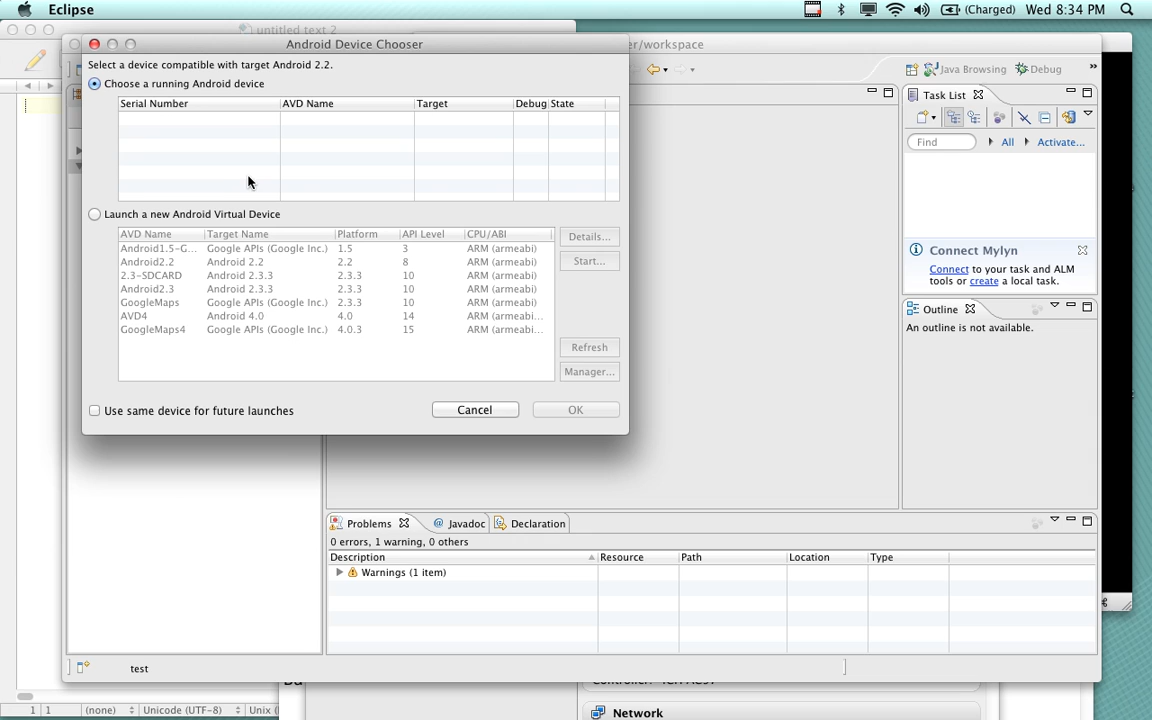 Eclipse
(Charged) Wed 8:34 PM
untitled text 2
Android Device Chooser
er/workspace
Select a device compatible with target Android 2.2.
Choose a running Android device
Serial Number AVD Name Target Debug State
Launch a new Android Virtual Device
AVD Name Target Name Platform API Level CPU/ABI
Android1.5-G... Google APIs (Google Inc.) 1.5 3 ARM (armeabi)
Android2.2 Android 2.2 2.2 8 ARM (armeabi)
2.3-SDCARD Android 2.3.3 2.3.3 10 ARM (armeabi)
Android2.3 Android 2.3.3 2.3.3 10 ARM (armeabi)
GoogleMaps Google APIs (Google Inc.) 2.3.3 10 ARM (armeabi)
AVD4 Android 4.0 4.0 14 ARM (armeabi...
GoogleMaps4 Google APIs (Google Inc.) 4.0.3 15 ARM (armeabi...
Details...
Start...
Refresh
Manager...
Use same device for future launches
Cancel OK
Java Browsing Debug »
Task List
Find All Activate...
Connect Mylyn
Connect to your task and ALM
tools or create a local task.
Outline
An outline is not available.
Problems @ Javadoc Declaration
0 errors, 1 warning, 0 others
Description Resource Path Location Type
Warnings (1 item)
test
Network
1 1 (none) Unicode (UTF-8) Unix (